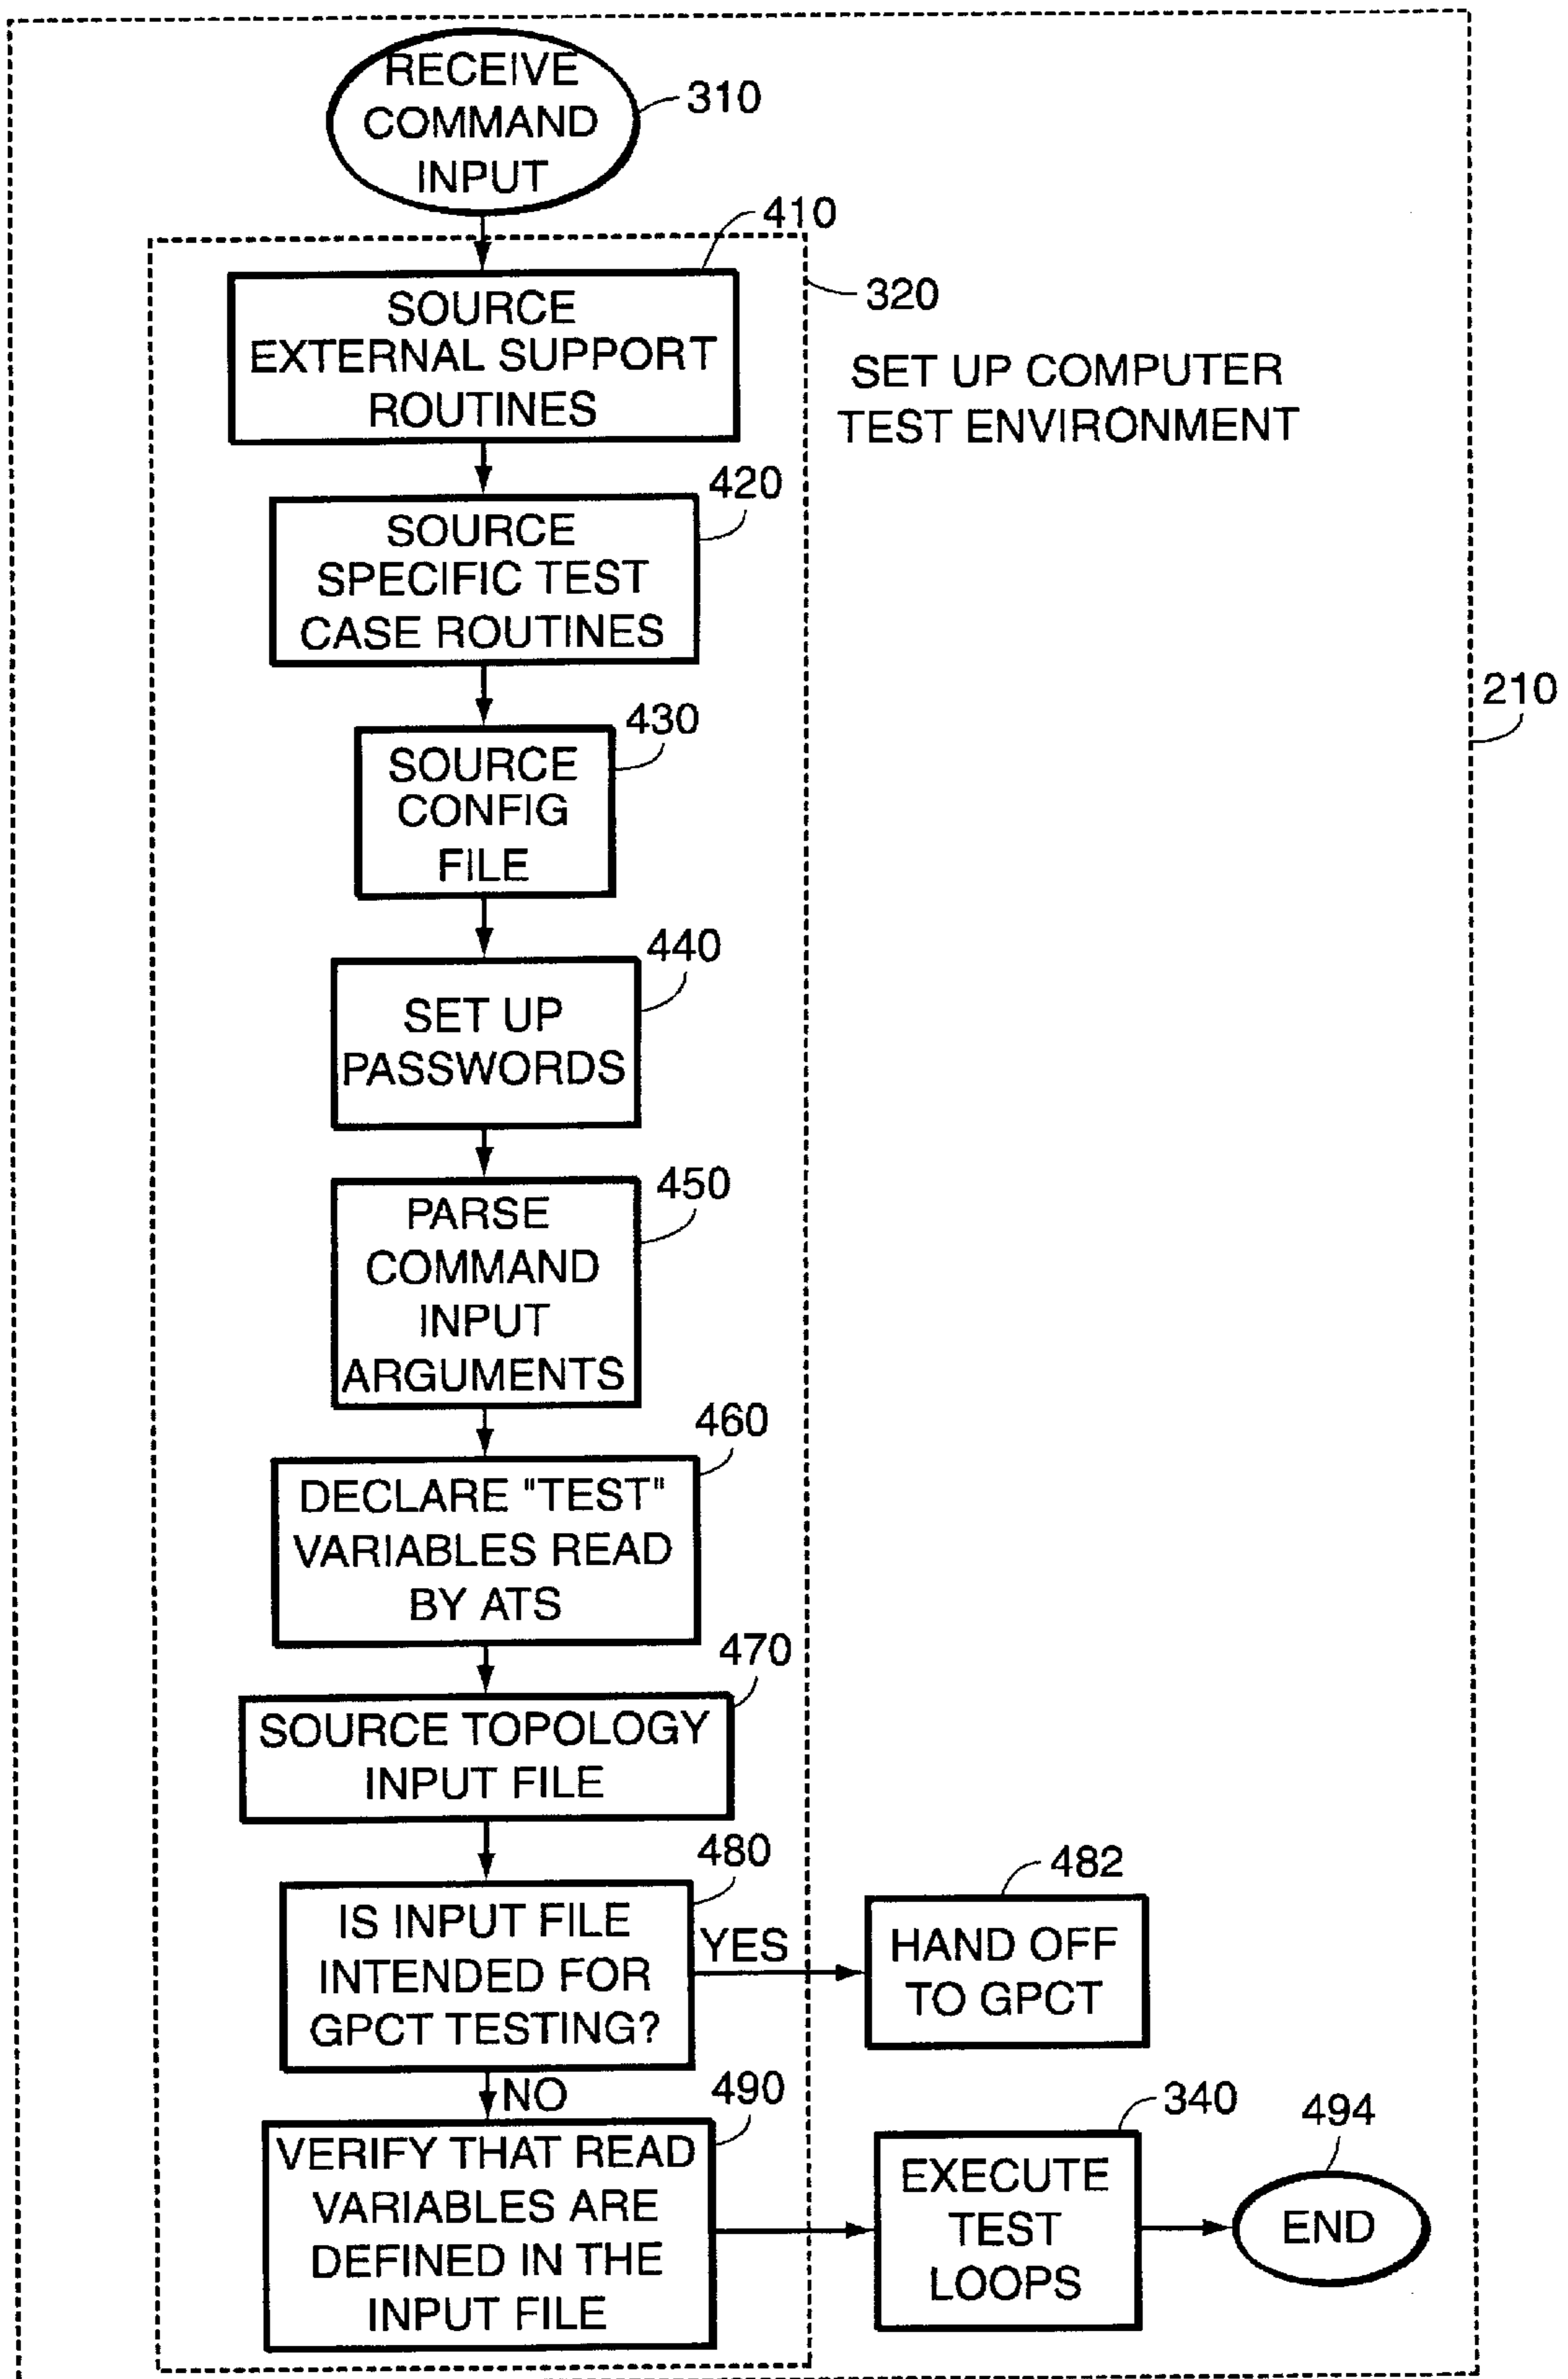 RECEIVE
COMMAND
INPUT
310
410
SOURCE
EXTERNAL SUPPORT
ROUTINES
320
SET UP COMPUTER
TEST ENVIRONMENT
420
SOURCE
SPECIFIC TEST
CASE ROUTINES
210
430
SOURCE
CONFIG
FILE
440
SET UP
PASSWORDS
450
PARSE
COMMAND
INPUT
ARGUMENTS
460
DECLARE "TEST"
VARIABLES READ
BY ATS
470
SOURCE TOPOLOGY
INPUT FILE
480
IS INPUT FILE
INTENDED FOR
GPCT TESTING?
YES
482
HAND OFF
TO GPCT
NO
490
VERIFY THAT READ
VARIABLES ARE
DEFINED IN THE
INPUT FILE
340
EXECUTE
TEST
LOOPS
494
END